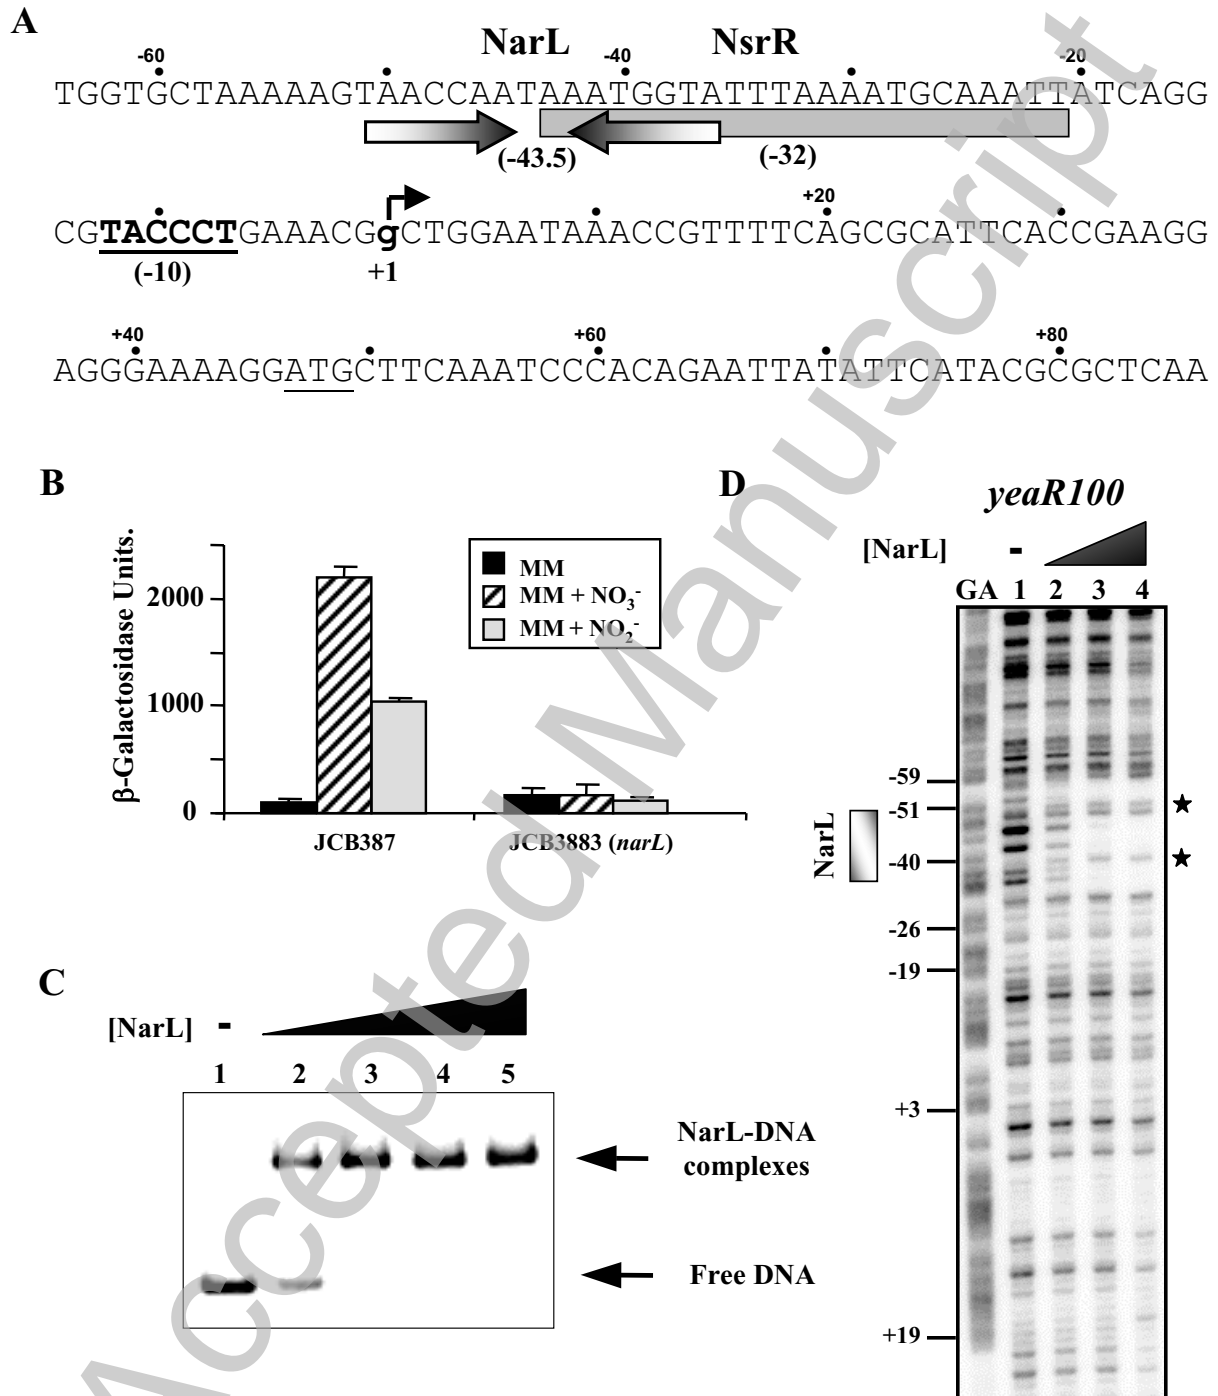 A
NarL NsrR
-60 -40 -20
TGGTGCTAAAAAGTAACCAATAAATGGTATTTAAAATGCAAATTATCAGG
(-43.5) (-32)
CGTACCCTGAAACGgCTGGAATAAACCGTTTTCAGCGCATTCACCGAAGG
+20
(-10) +1
+40 +60 +80
AGGGAAAAGGATGCTTCAAATCCCACAGAATTATATTCATACGCGCTCAA
B
β-Galactosidase Units.
2000
1000
0
MM
MM + NO₃⁻
MM + NO₂⁻
JCB387 JCB3883 (narL)
C
[NarL] -
1 2 3 4 5
NarL-DNA
complexes
Free DNA
D
yeaR100
[NarL] -
GA 1 2 3 4
-59
-51
NarL
-40
-26
-19
+3
+19
Accepted Manuscript